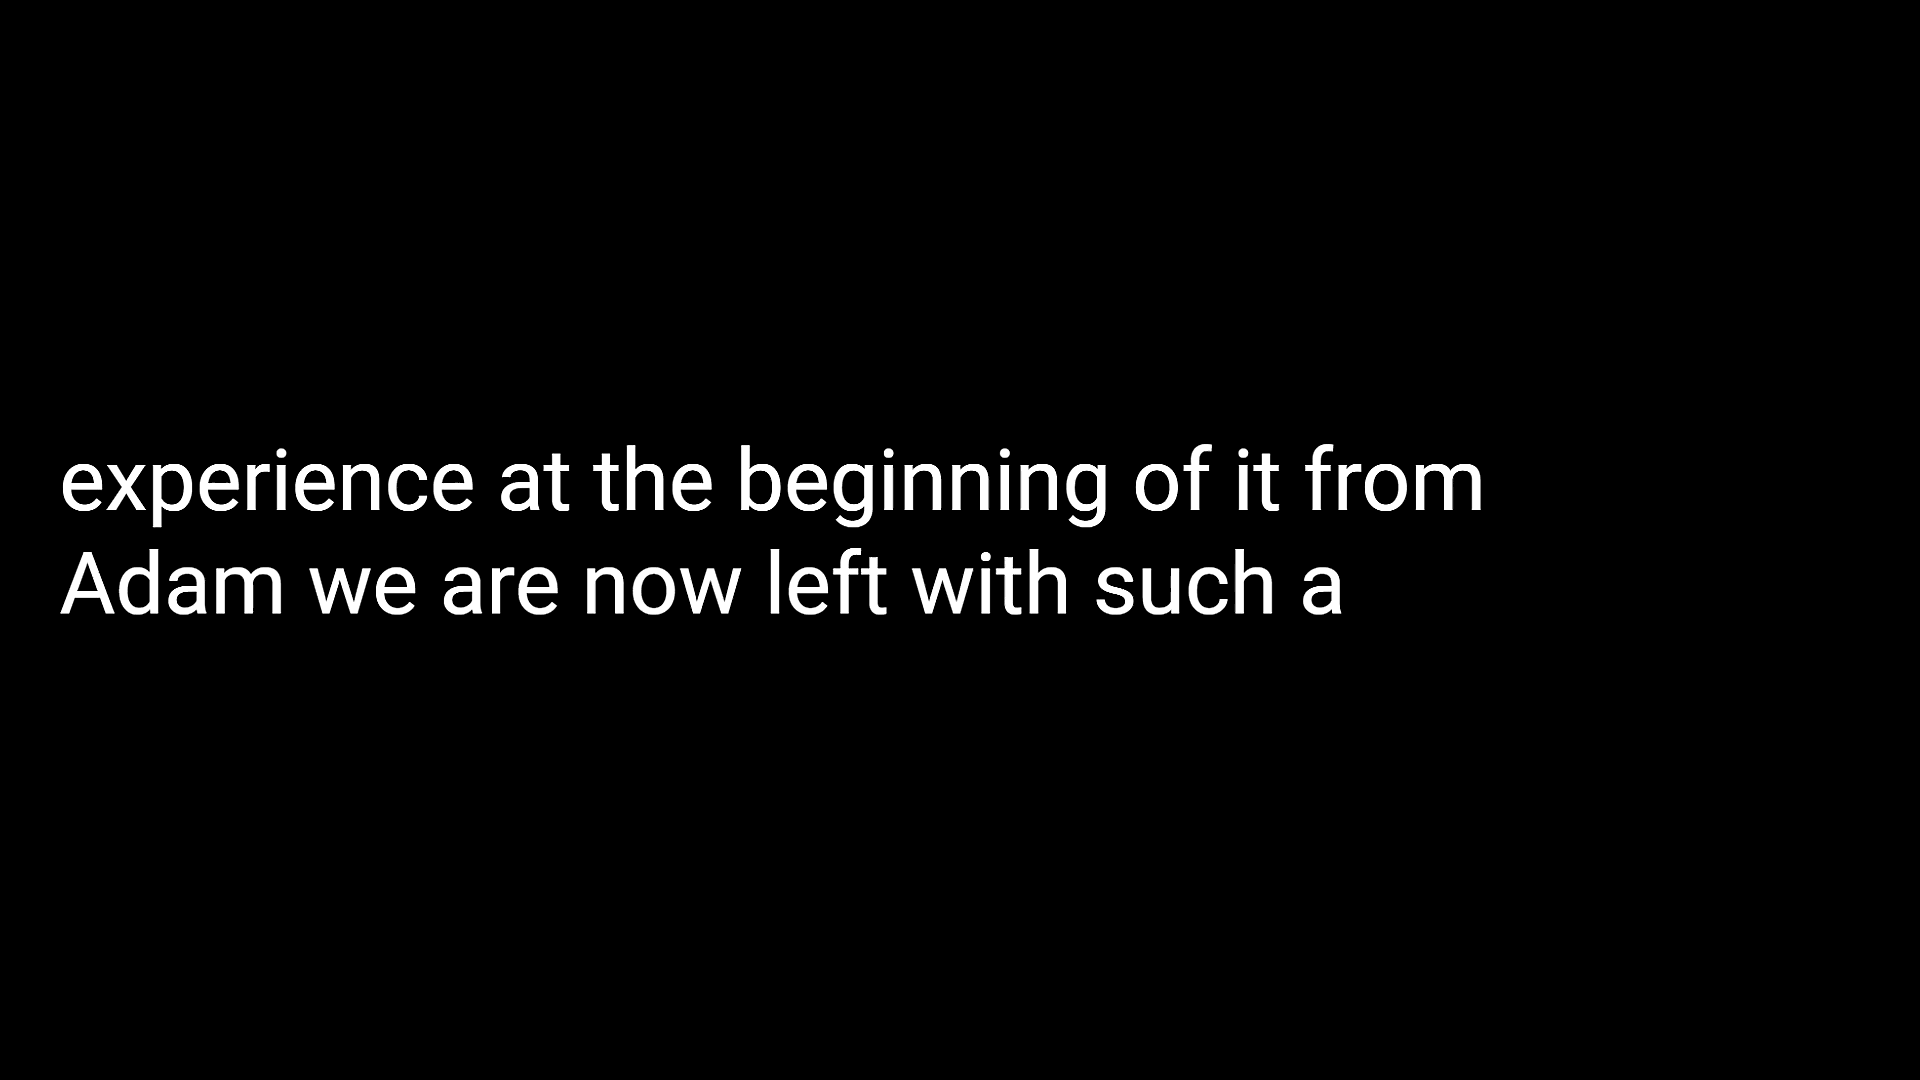 experience at the beginning of it from
Adam we are now left with such a